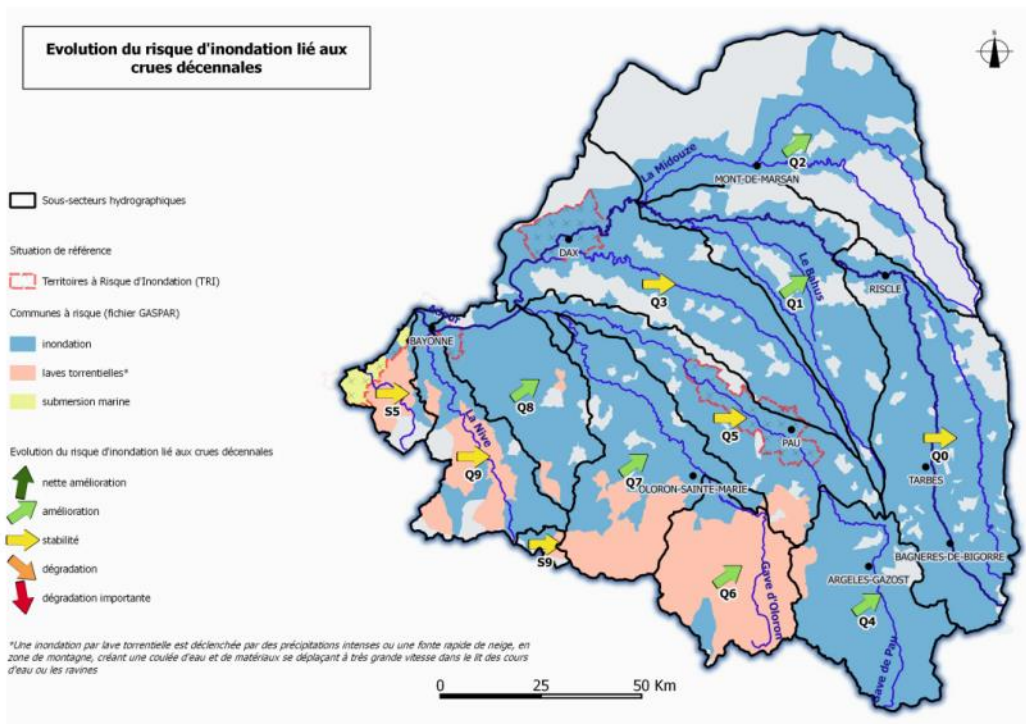 Evolution du risque d'inondation lié aux
crues décennales
N
Sous-secteurs hydrographiques
Situation de référence
Territoires à Risque d'Inondation (TRI)
Communes à risque (fichier GASPAR)
inondation
laves torrentielles*
submersion marine
Evolution du risque d'inondation lié aux crues décennales
nette amélioration
amélioration
stabilité
dégradation
dégradation importante
*Une inondation par lave torrentielle est déclenchée par des précipitations intenses ou une fonte rapide de neige, en
zone de montagne, créant une coulée d'eau et de matériaux se déplaçant à très grande vitesse dans le lit des cours
d'eau ou les ravines
0 25 50 Km
Q2
La Midouze
MONT-DE-MARSAN
DAX
Le Bahus
RISCLE
Q3
Q1
Adour
BAYONNE
S5
Q8
La Nive
Q9
Q5
PAU
Q0
TARBES
Q7
OLORON-SAINTE-MARIE
S9
BAGNERES-DE-BIGORRE
ARGELES-GAZOST
Q6
Gave d'Oloron
Q4
Gave de Pau